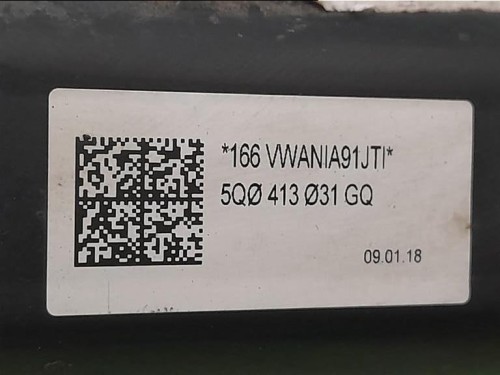 *166 VWANIA91JTI*
5QØ 413 Ø31 GQ
09.01.18